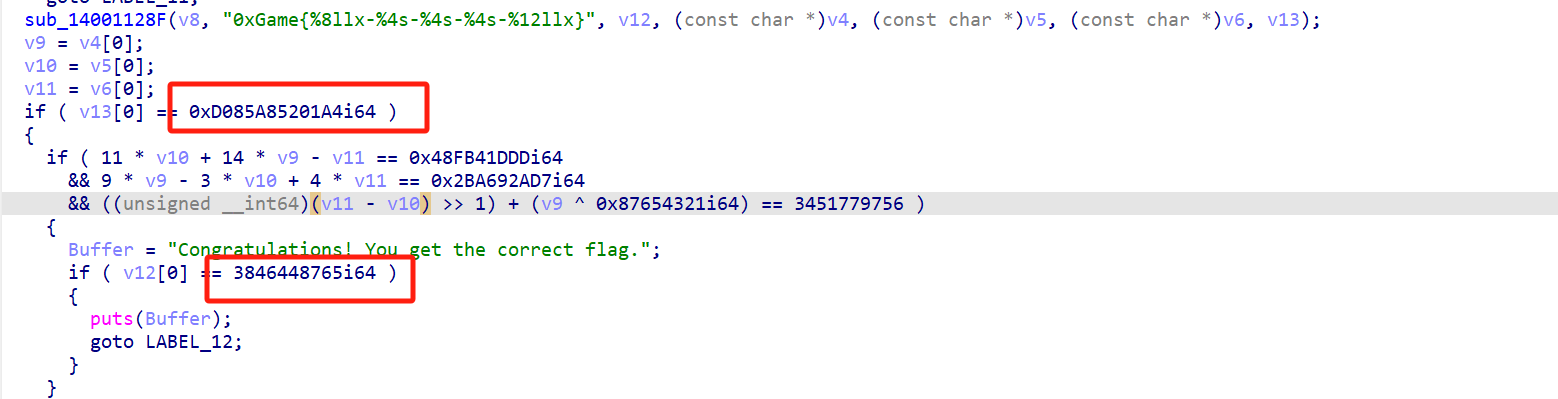 goto LABEL_11;
sub_14001128F(v8, "0xGame{%8llx-%4s-%4s-%4s-%12llx}", v12, (const char *)v4, (const char *)v5, (const char *)v6, v13);
v9 = v4[0];
v10 = v5[0];
v11 = v6[0];
if ( v13[0] == 0xD085A85201A4i64 )
{
if ( 11 * v10 + 14 * v9 - v11 == 0x48FB41DDDi64
&& 9 * v9 - 3 * v10 + 4 * v11 == 0x2BA692AD7i64
&& ((unsigned __int64)(v11 - v10) >> 1) + (v9 ^ 0x87654321i64) == 3451779756 )
{
Buffer = "Congratulations! You get the correct flag.";
if ( v12[0] == 3846448765i64 )
{
puts(Buffer);
goto LABEL_12;
}
}